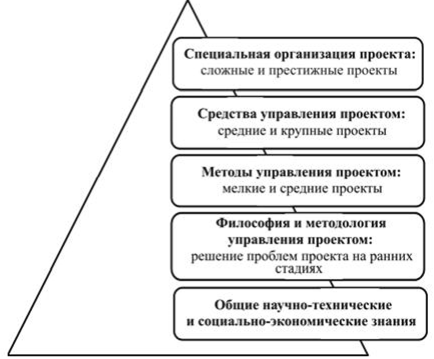 Специальная организация проекта:
сложные и престижные проекты
Средства управления проектом:
средние и крупные проекты
Методы управления проектом:
мелкие и средние проекты
Философия и методология
управления проектом:
решение проблем проекта на ранних
стадиях
Общие научно-технические
и социально-экономические знания